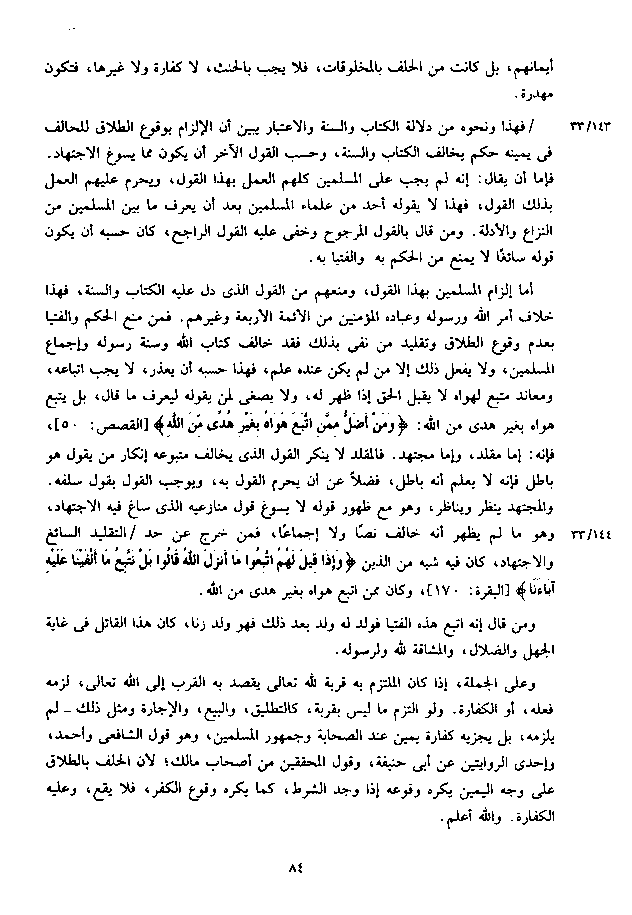 أيمانهم، بل كانت من الحلف بالمخلوقات، فلا يجب بالحنث، لا كفارة ولا غيرها، فتكون
مهدرة.
٣٣/١٤٣ / فهذا ونحوه من دلالة الكتاب والسنة والاعتبار يبين أن الإلزام بوقوع الطلاق للحالف
فى يمينه حكم يخالف الكتاب والسنة، وحسب القول الآخر أن يكون مما يسوغ الاجتهاد.
فإما أن يقال: إنه لم يجب على المسلمين كلهم العمل بهذا القول، ويحرم عليهم العمل
بذلك القول، فهذا لا يقوله أحد من علماء المسلمين بعد أن يعرف ما بين المسلمين من
النزاع والأدلة. ومن قال بالقول المرجوح وخفى عليه القول الراجح، كان حسبه أن يكون
قوله سائغًا لا يمنع من الحكم به والفتيا به.
أما إلزام المسلمين بهذا القول، ومنعهم من القول الذى دل عليه الكتاب والسنة، فهذا
خلاف أمر الله ورسوله وعباده المؤمنين من الأئمة الأربعة وغيرهم. فمن منع الحكم والفتيا
بعدم وقوع الطلاق وتقليد من نفى بذلك فقد خالف كتاب الله وسنة رسوله وإجماع
المسلمين، ولا يفعل ذلك إلا من لم يكن عنده علم، فهذا حسبه أن يعذر، لا يجب اتباعه،
ومعاند متبع لهواه لا يقبل الحق إذا ظهر له، ولا يصغى لمن يقوله ليعرف ما قال، بل يتبع
هواه بغير هدى من الله: ﴿ وَمَنْ أَضَلُّ مِمَّنِ اتَّبَعَ هَوَاهُ بِغَيْرِ هُدًى مِّنَ اللَّهِ ﴾ [القصص: ٥٠]،
فإنه: إما مقلد، وإما مجتهد. فالمقلد لا ينكر القول الذى يخالف متبوعه إنكار من يقول هو
باطل فإنه لا يعلم أنه باطل، فضلاً عن أن يحرم القول به، ويوجب القول بقول سلفه.
والمجتهد ينظر ويناظر، وهو مع ظهور قوله لا يسوغ قول منازعيه الذى ساغ فيه الاجتهاد،
٣٣/١٤٤ وهو ما لم يظهر أنه خالف نصًا ولا إجماعًا، فمن خرج عن حد / التقليد السائغ
والاجتهاد، كان فيه شبه من الذين ﴿ وَإِذَا قِيلَ لَهُمُ اتَّبِعُوا مَا أَنزَلَ اللَّهُ قَالُوا بَلْ نَتَّبِعُ مَا أَلْفَيْنَا عَلَيْهِ
آبَاءَنَا ﴾ [البقرة: ١٧٠]، وكان ممن اتبع هواه بغير هدى من الله.
ومن قال إنه اتبع هذه الفتيا فولد له ولد بعد ذلك فهو ولد زنا، كان هذا القائل فى غاية
الجهل والضلال، والمشاقة لله ولرسوله.
وعلى الجملة، إذا كان الملتزم به قربة لله تعالى يقصد به القرب إلى الله تعالى، لزمه
فعله، أو الكفارة. ولو التزم ما ليس بقربة، كالتطليق، والبيع، والإجارة ومثل ذلك ــ لم
يلزمه، بل يجزيه كفارة يمين عند الصحابة وجمهور المسلمين، وهو قول الشافعى وأحمد،
وإحدى الروايتين عن أبى حنيفة، وقول المحققين من أصحاب مالك؛ لأن الحلف بالطلاق
على وجه اليمين يكره وقوعه إذا وجد الشرط، كما يكره وقوع الكفر، فلا يقع، وعليه
الكفارة. والله أعلم.
٨٤